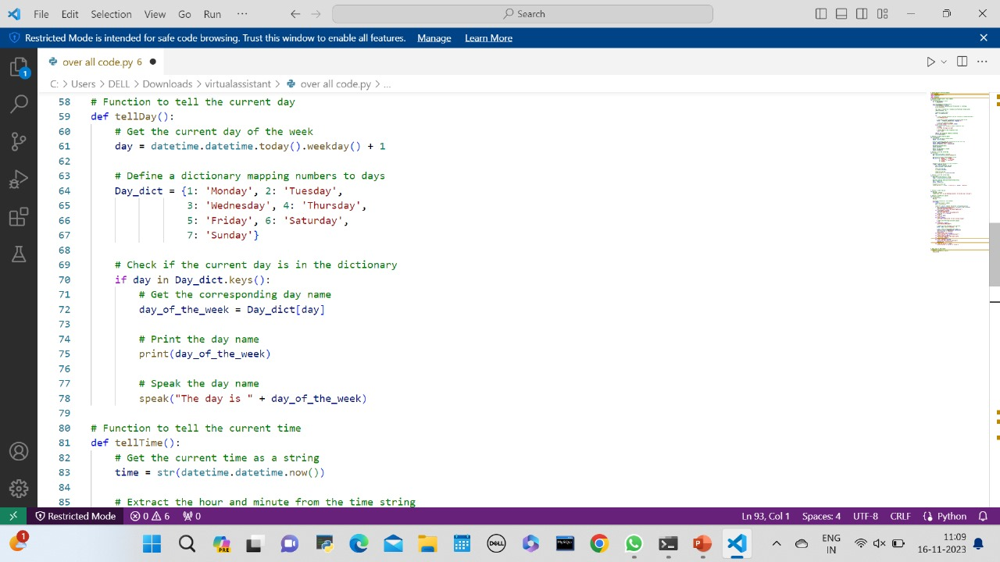 File Edit Selection View Go Run ··· Search
Restricted Mode is intended for safe code browsing. Trust this window to enable all features. Manage Learn More
over all code.py 6
1
C: > Users > DELL > Downloads > virtualassistant > over all code.py > ...
58 # Function to tell the current day
59 def tellDay():
60 # Get the current day of the week
61 day = datetime.datetime.today().weekday() + 1
62
63 # Define a dictionary mapping numbers to days
64 Day_dict = {1: 'Monday', 2: 'Tuesday',
65 3: 'Wednesday', 4: 'Thursday',
66 5: 'Friday', 6: 'Saturday',
67 7: 'Sunday'}
68
69 # Check if the current day is in the dictionary
70 if day in Day_dict.keys():
71 # Get the corresponding day name
72 day_of_the_week = Day_dict[day]
73
74 # Print the day name
75 print(day_of_the_week)
76
77 # Speak the day name
78 speak("The day is " + day_of_the_week)
79
80 # Function to tell the current time
81 def tellTime():
82 # Get the current time as a string
83 time = str(datetime.datetime.now())
84
85 # Extract the hour and minute from the time string
Restricted Mode 0 6 0 Ln 93, Col 1 Spaces: 4 UTF-8 CRLF Python
1 PRE DELL MySQL ENG 11:09
IN 16-11-2023